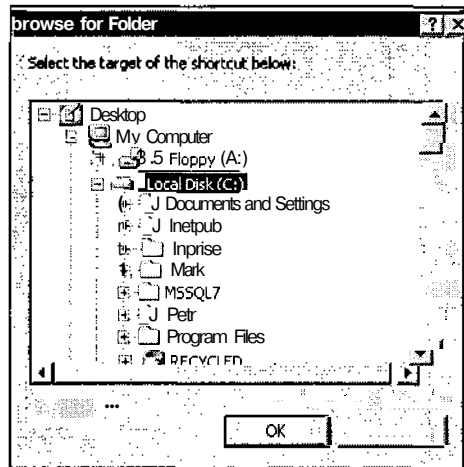 browse for Folder
Select the target of the shortcut below:
Desktop
My Computer
3.5 Floppy (A:)
Local Disk (C:)
Documents and Settings
Inetpub
Inprise
Mark
MSSQL7
Petr
Program Files
RECYCLED
...
OK